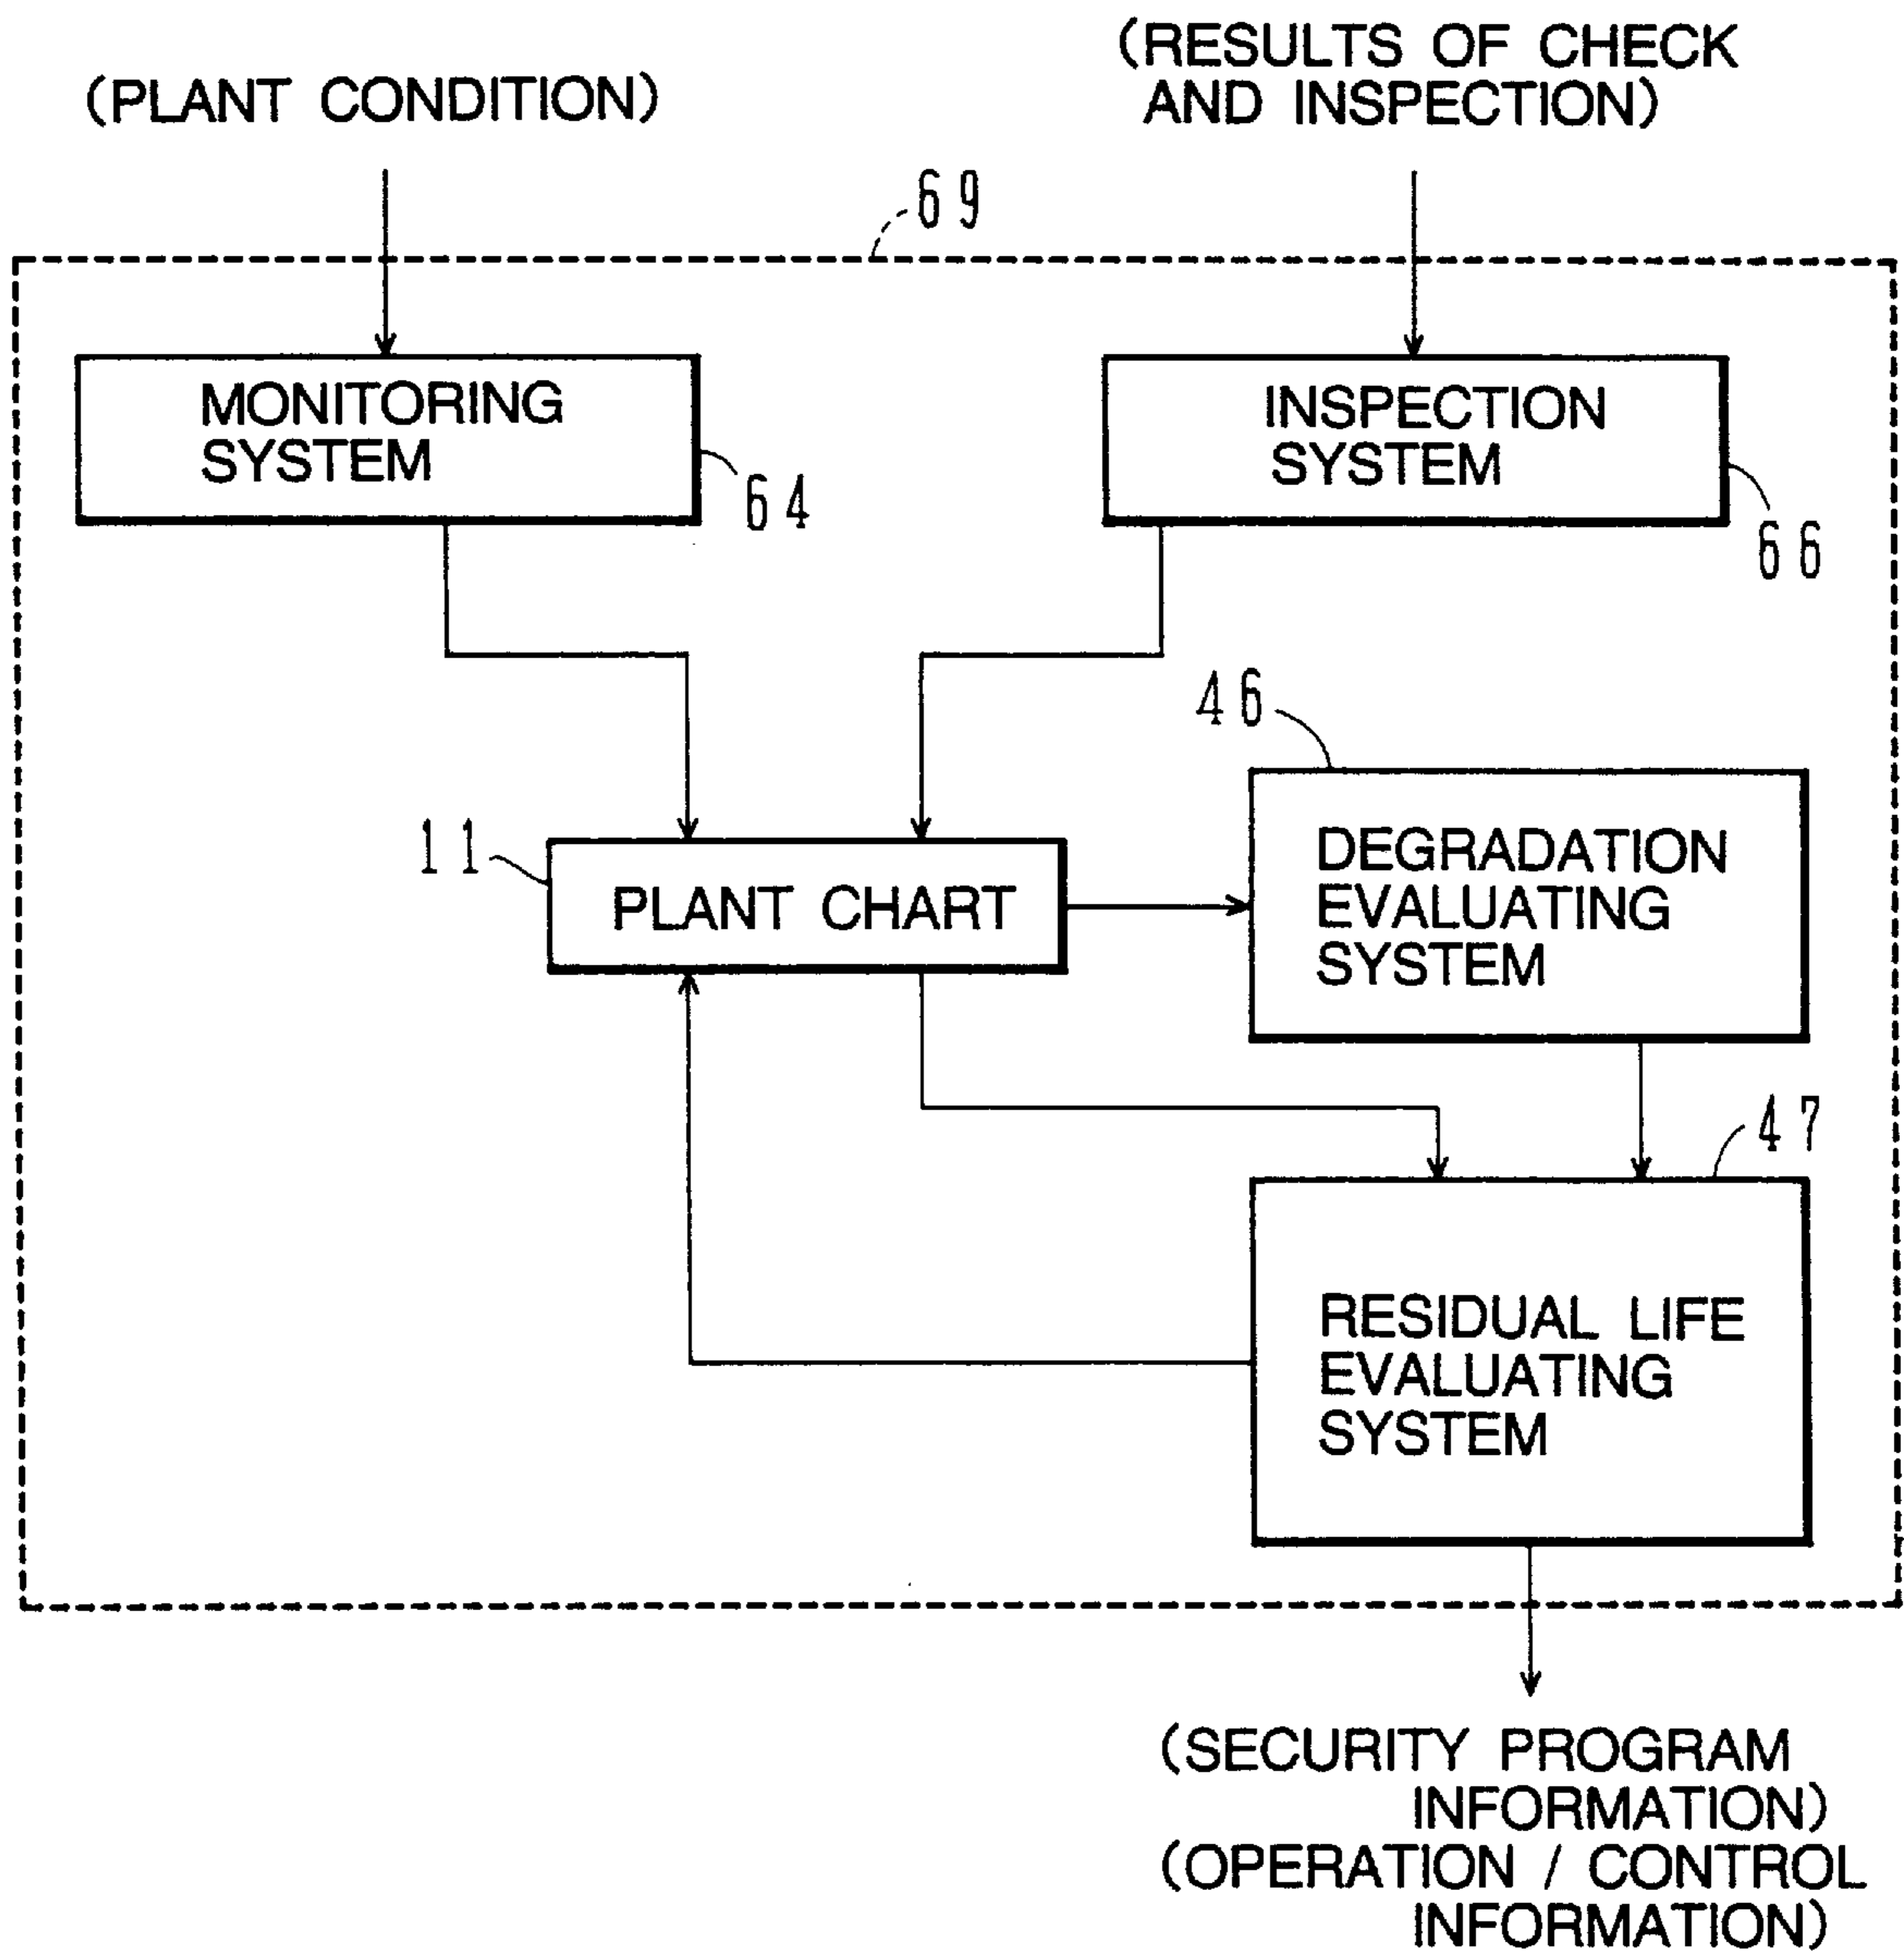 (PLANT CONDITION)
(RESULTS OF CHECK
AND INSPECTION)
69
MONITORING
SYSTEM
64
INSPECTION
SYSTEM
66
46
11
PLANT CHART
DEGRADATION
EVALUATING
SYSTEM
47
RESIDUAL LIFE
EVALUATING
SYSTEM
(SECURITY PROGRAM
INFORMATION)
(OPERATION / CONTROL
INFORMATION)